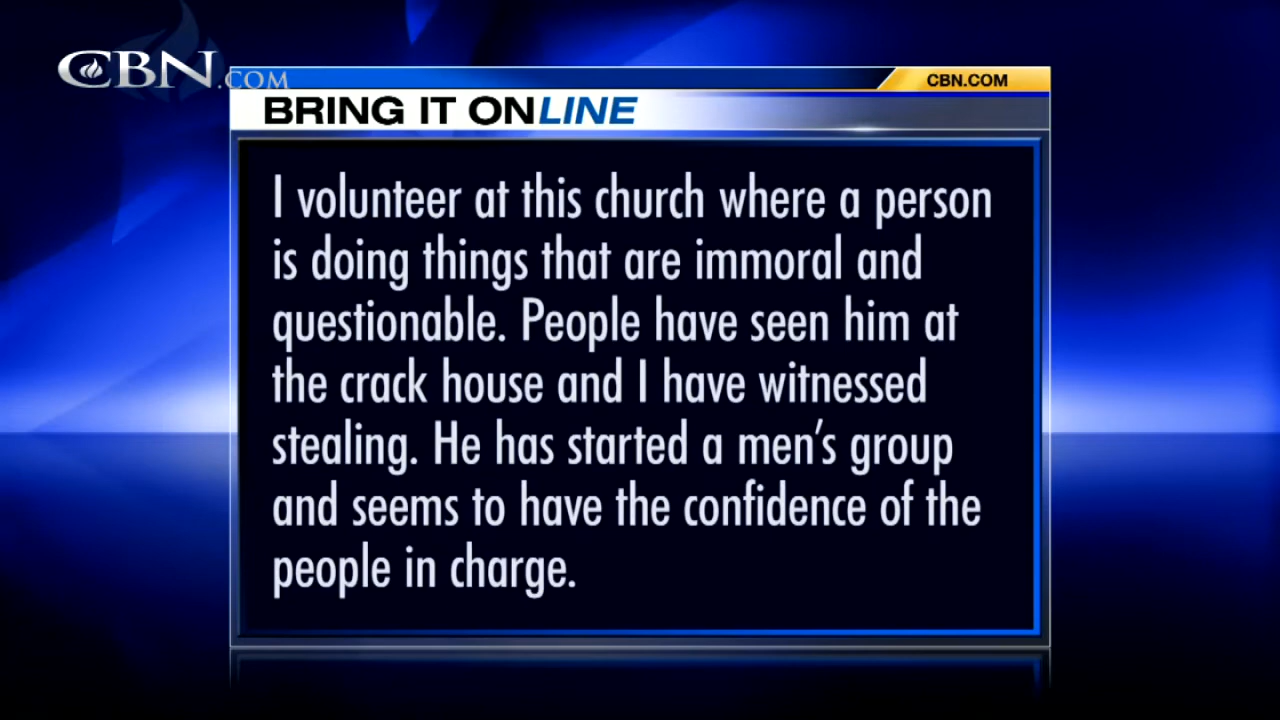 CBN.COM
CBN.COM
BRING IT ONLINE
I volunteer at this church where a person
is doing things that are immoral and
questionable. People have seen him at
the crack house and I have witnessed
stealing. He has started a men’s group
and seems to have the confidence of the
people in charge.